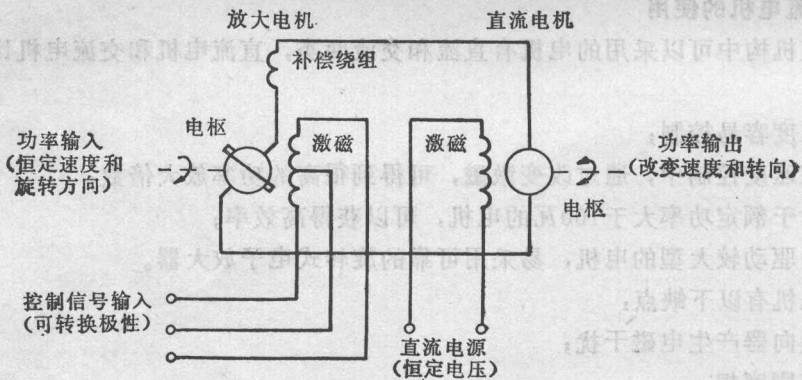 放大电机
直流电机
补偿绕组
电枢
激磁
激磁
功率输入
(恒定速度和
旋转方向)
功率输出
(改变速度和转向)
电枢
控制信号输入
(可转换极性)
直流电源
(恒定电压)